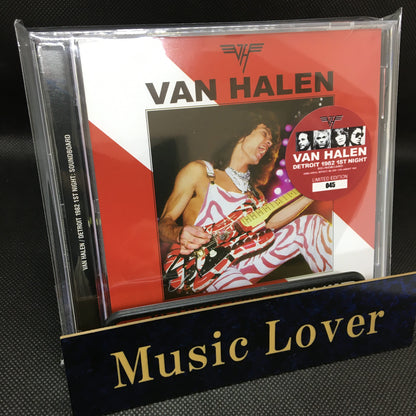 VAN HALEN / DETROIT 1982 1ST NIGHT: SOUNDBOARD
VH
VAN HALEN
VAN HALEN
DETROIT 1982 1ST NIGHT
LIMITED EDITION
045
Music Lover